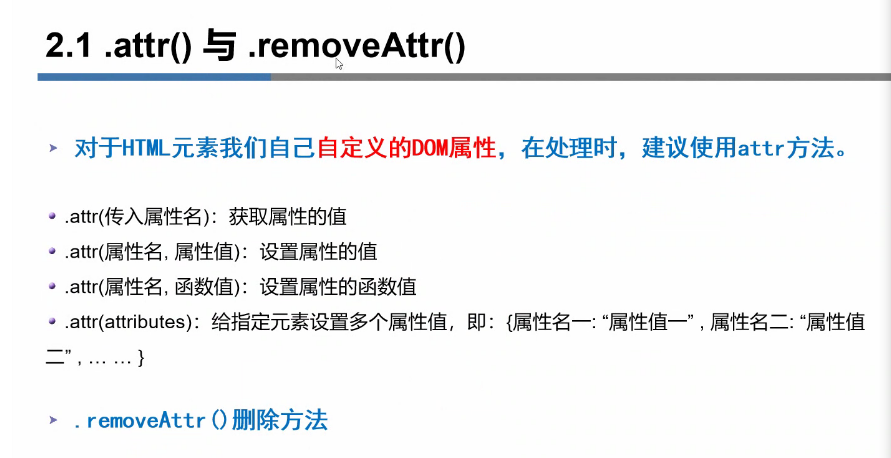 2.1 .attr() 与 .removeAttr()
对于HTML元素我们自己自定义的DOM属性，在处理时，建议使用attr方法。
.attr(传入属性名)：获取属性的值
.attr(属性名, 属性值)：设置属性的值
.attr(属性名, 函数值)：设置属性的函数值
.attr(attributes)：给指定元素设置多个属性值，即：{属性名一: “属性值一” , 属性名二: “属性值
二” , … … }
.removeAttr()删除方法